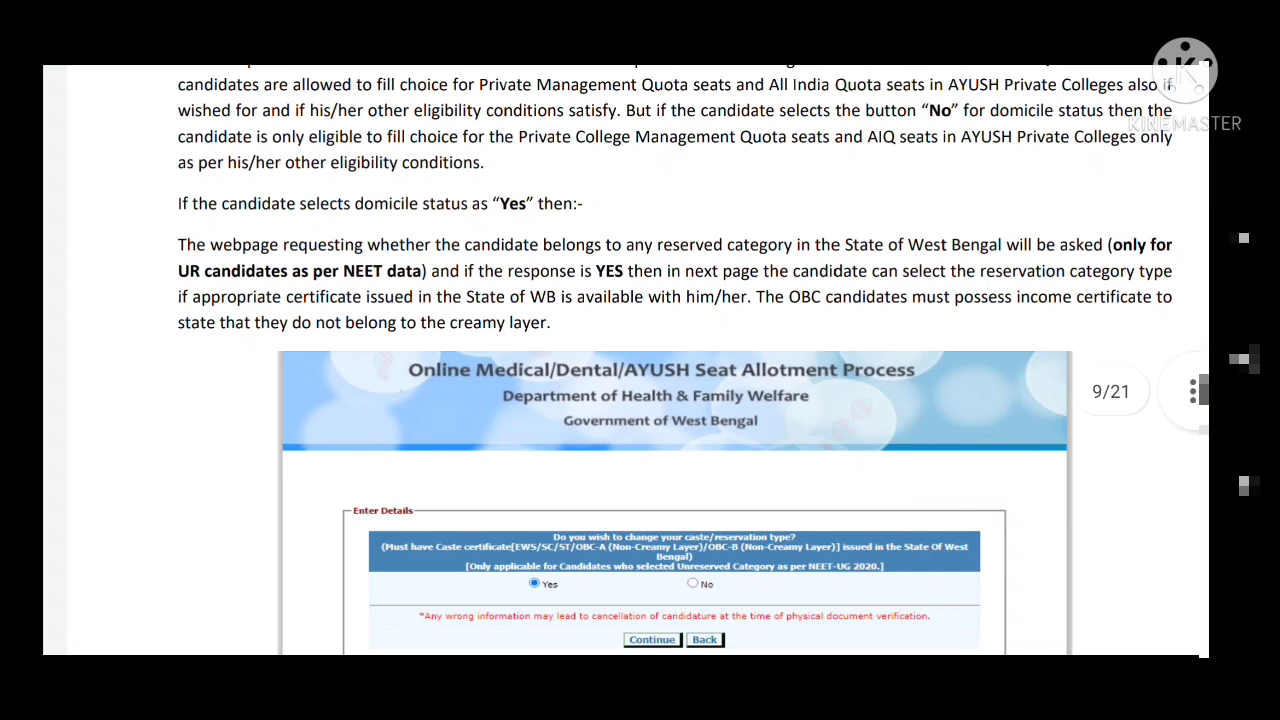 candidates are allowed to fill choice for Private Management Quota seats and All India Quota seats in AYUSH Private Colleges also if
wished for and if his/her other eligibility conditions satisfy. But if the candidate selects the button “No” for domicile status then the
candidate is only eligible to fill choice for the Private College Management Quota seats and AIQ seats in AYUSH Private Colleges only
as per his/her other eligibility conditions.
If the candidate selects domicile status as “Yes” then:-
The webpage requesting whether the candidate belongs to any reserved category in the State of West Bengal will be asked (only for
UR candidates as per NEET data) and if the response is YES then in next page the candidate can select the reservation category type
if appropriate certificate issued in the State of WB is available with him/her. The OBC candidates must possess income certificate to
state that they do not belong to the creamy layer.
Online Medical/Dental/AYUSH Seat Allotment Process
Department of Health & Family Welfare
Government of West Bengal
Enter Details
Do you wish to change your caste/reservation type?
(Must have Caste certificate[EWS/SC/ST/OBC-A (Non-Creamy Layer)/OBC-B (Non-Creamy Layer)] issued in the State Of West
Bengal)
[Only applicable for Candidates who selected Unreserved Category as per NEET-UG 2020.]
Yes No
*Any wrong information may lead to cancellation of candidature at the time of physical document verification.
Continue Back
9/21
K
KINEMASTER